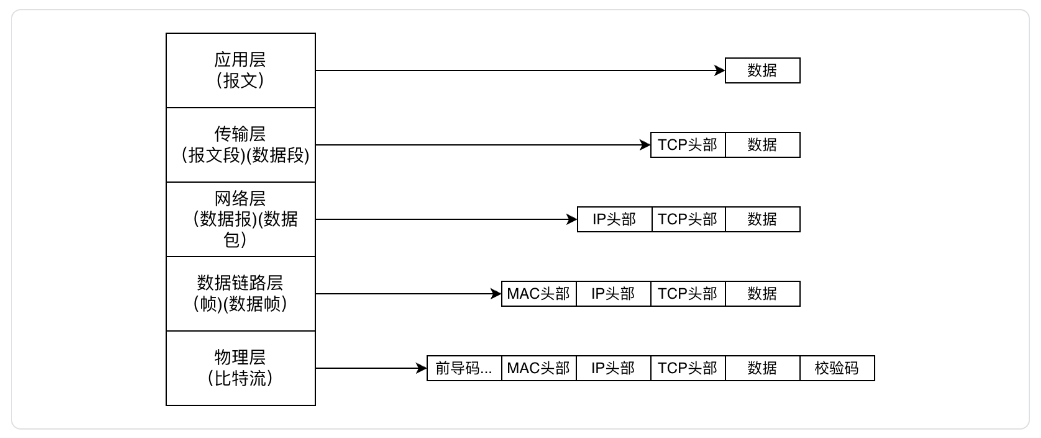 应用层
（报文）
数据
传输层
（报文段)(数据段)
TCP头部 数据
网络层
（数据报)(数据
包）
IP头部 TCP头部 数据
数据链路层
（帧)(数据帧）
MAC头部 IP头部 TCP头部 数据
物理层
（比特流）
前导码... MAC头部 IP头部 TCP头部 数据 校验码